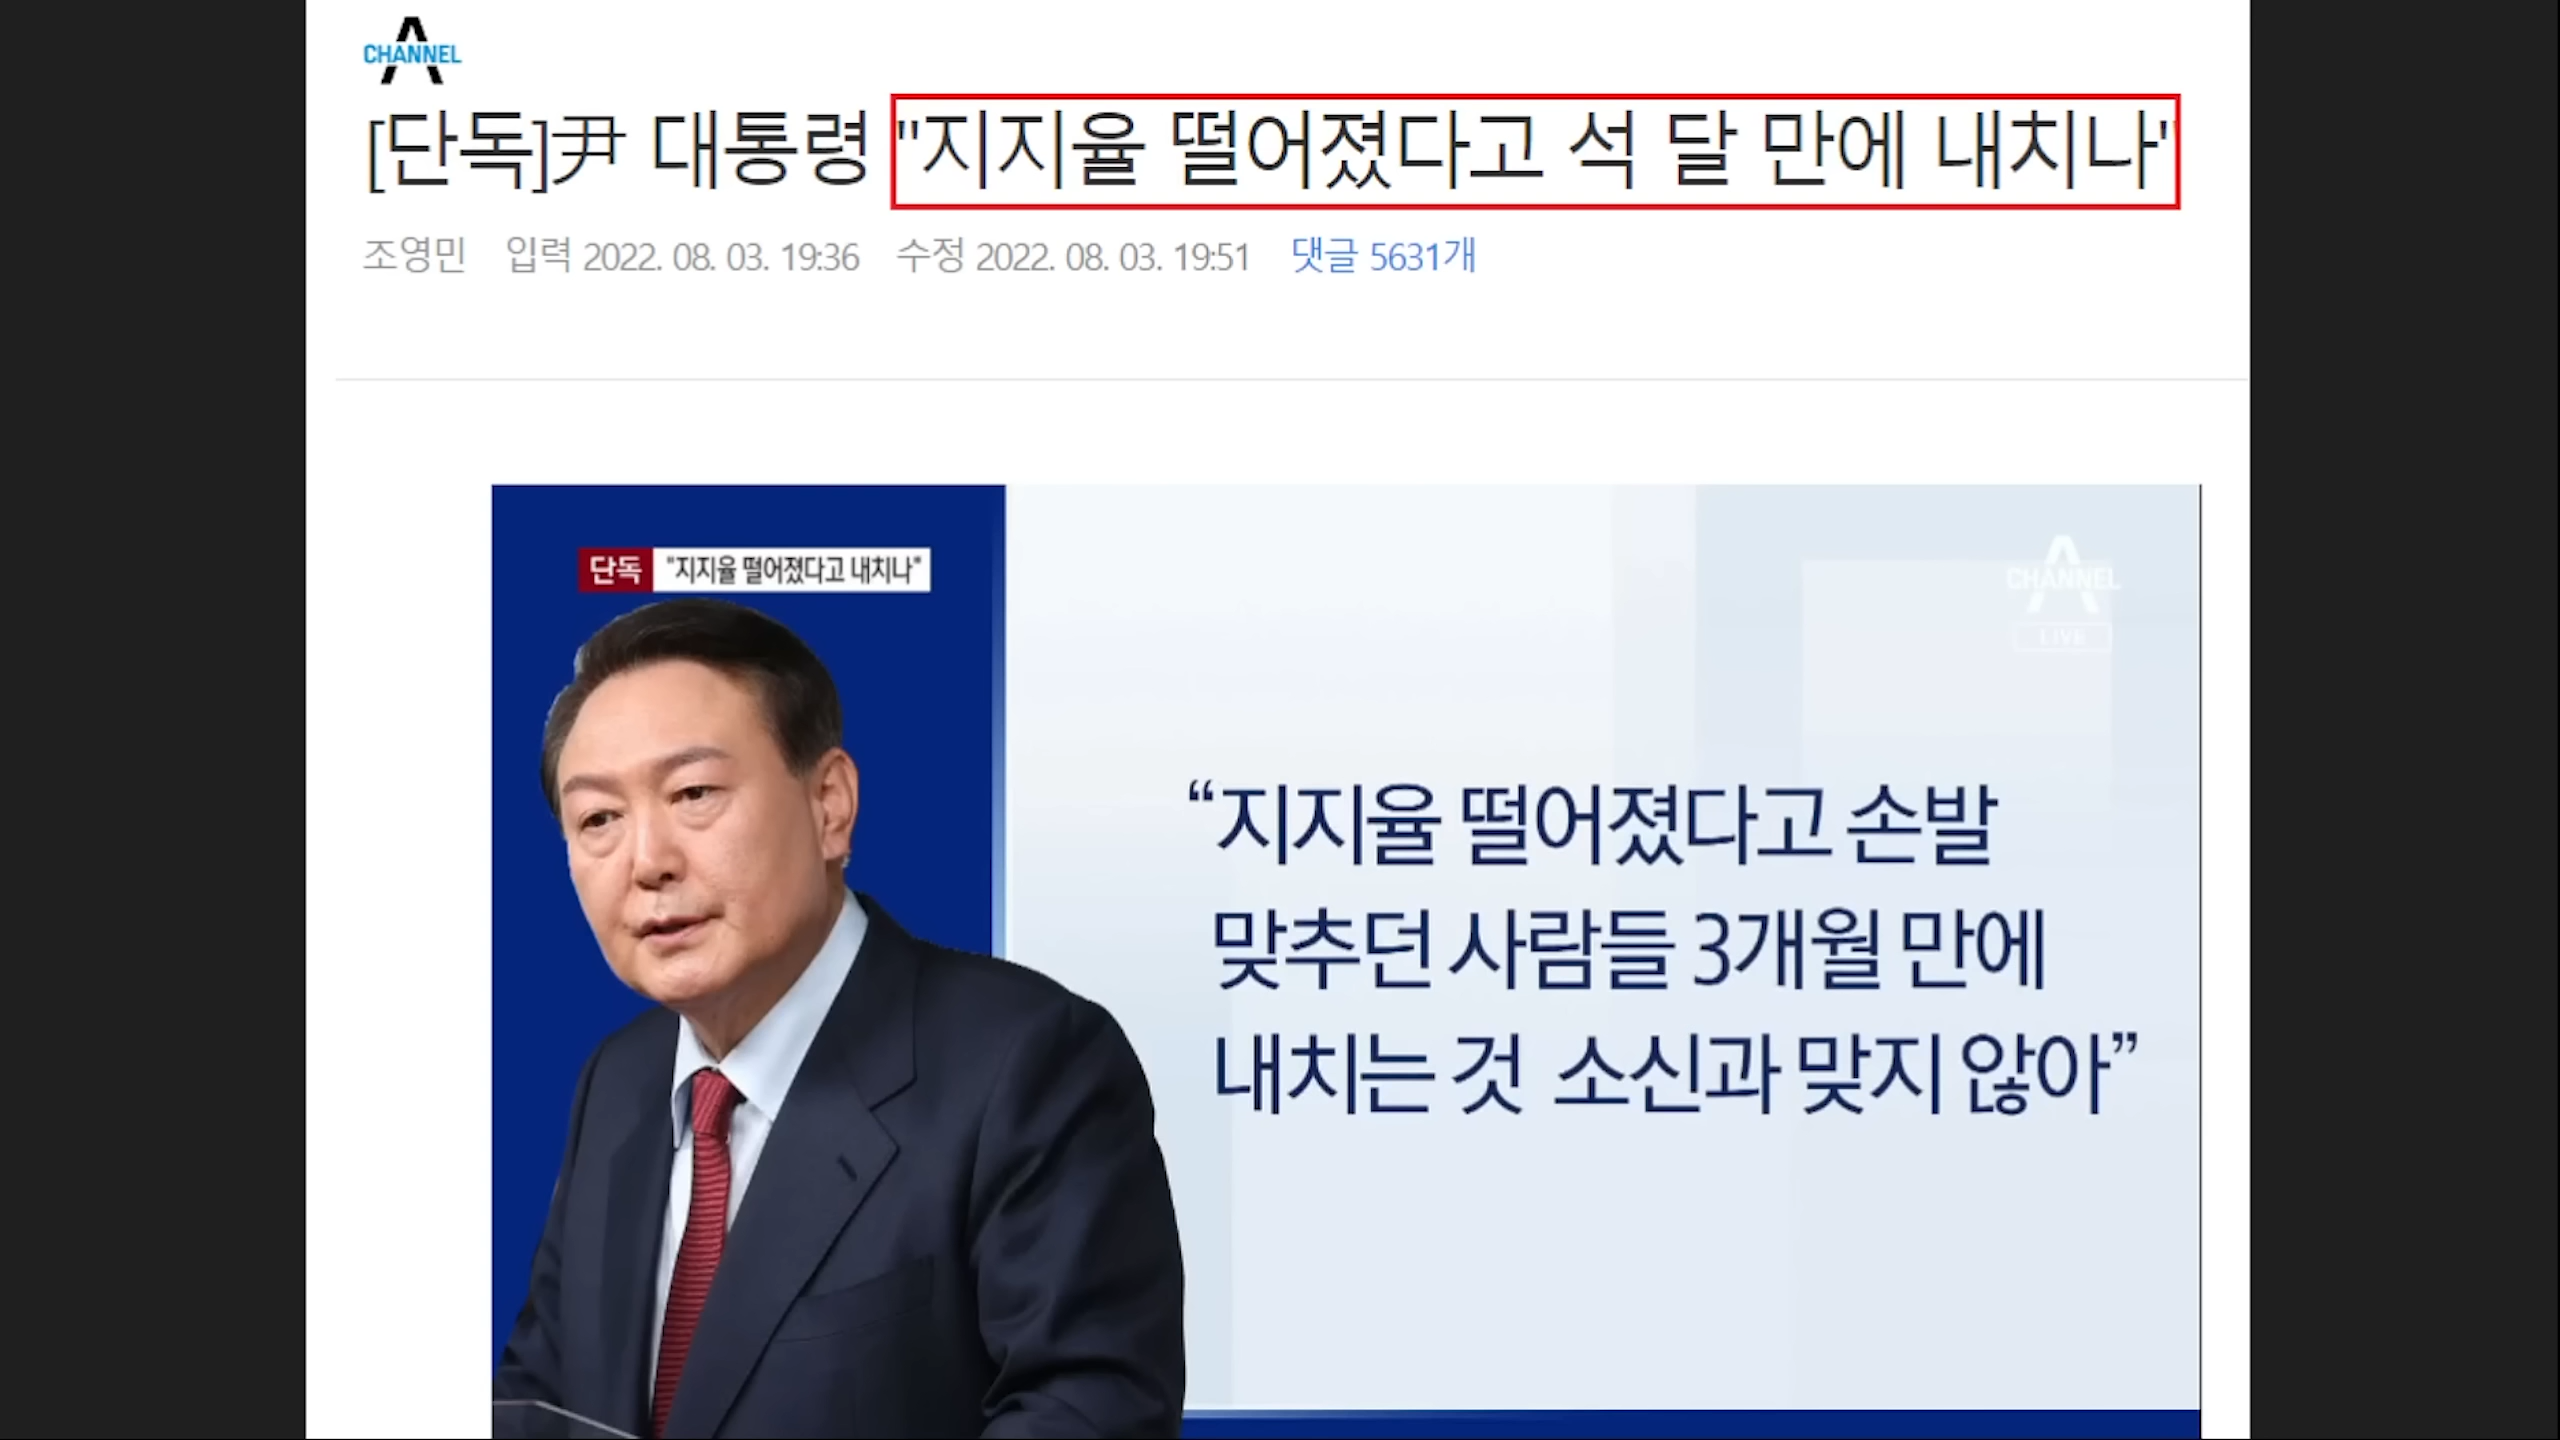 CHANNEL A
[단독]尹 대통령 "지지율 떨어졌다고 석 달 만에 내치나"
조영민 입력 2022. 08. 03. 19:36 수정 2022. 08. 03. 19:51 댓글 5631개
단독 "지지율 떨어졌다고 내치나"
CHANNEL A
LIVE
“지지율 떨어졌다고 손발
맞추던 사람들 3개월 만에
내치는 것 소신과 맞지 않아”